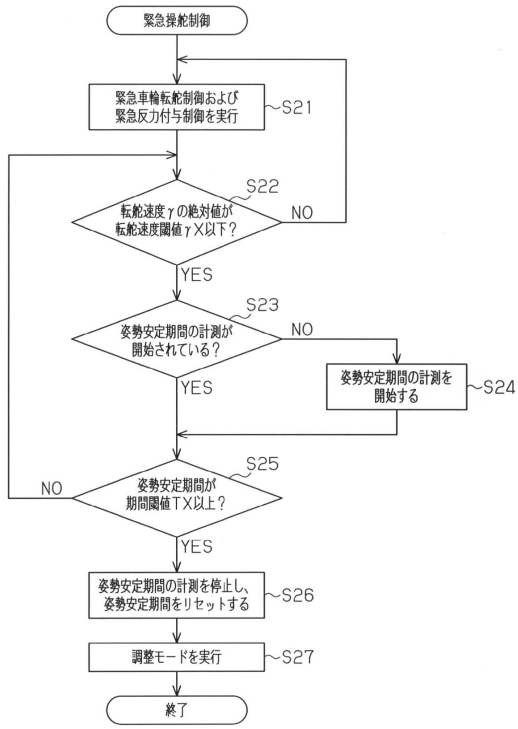 緊急操舵制御
緊急車輪転舵制御および
緊急反力付与制御を実行
S21
S22
転舵速度γの絶対値が
転舵速度閾値γX以下？
NO
YES
S23
姿勢安定期間の計測が
開始されている？
NO
YES
姿勢安定期間の計測を
開始する
S24
S25
姿勢安定期間が
期間閾値TX以上？
NO
YES
姿勢安定期間の計測を停止し、
姿勢安定期間をリセットする
S26
調整モードを実行
S27
終了